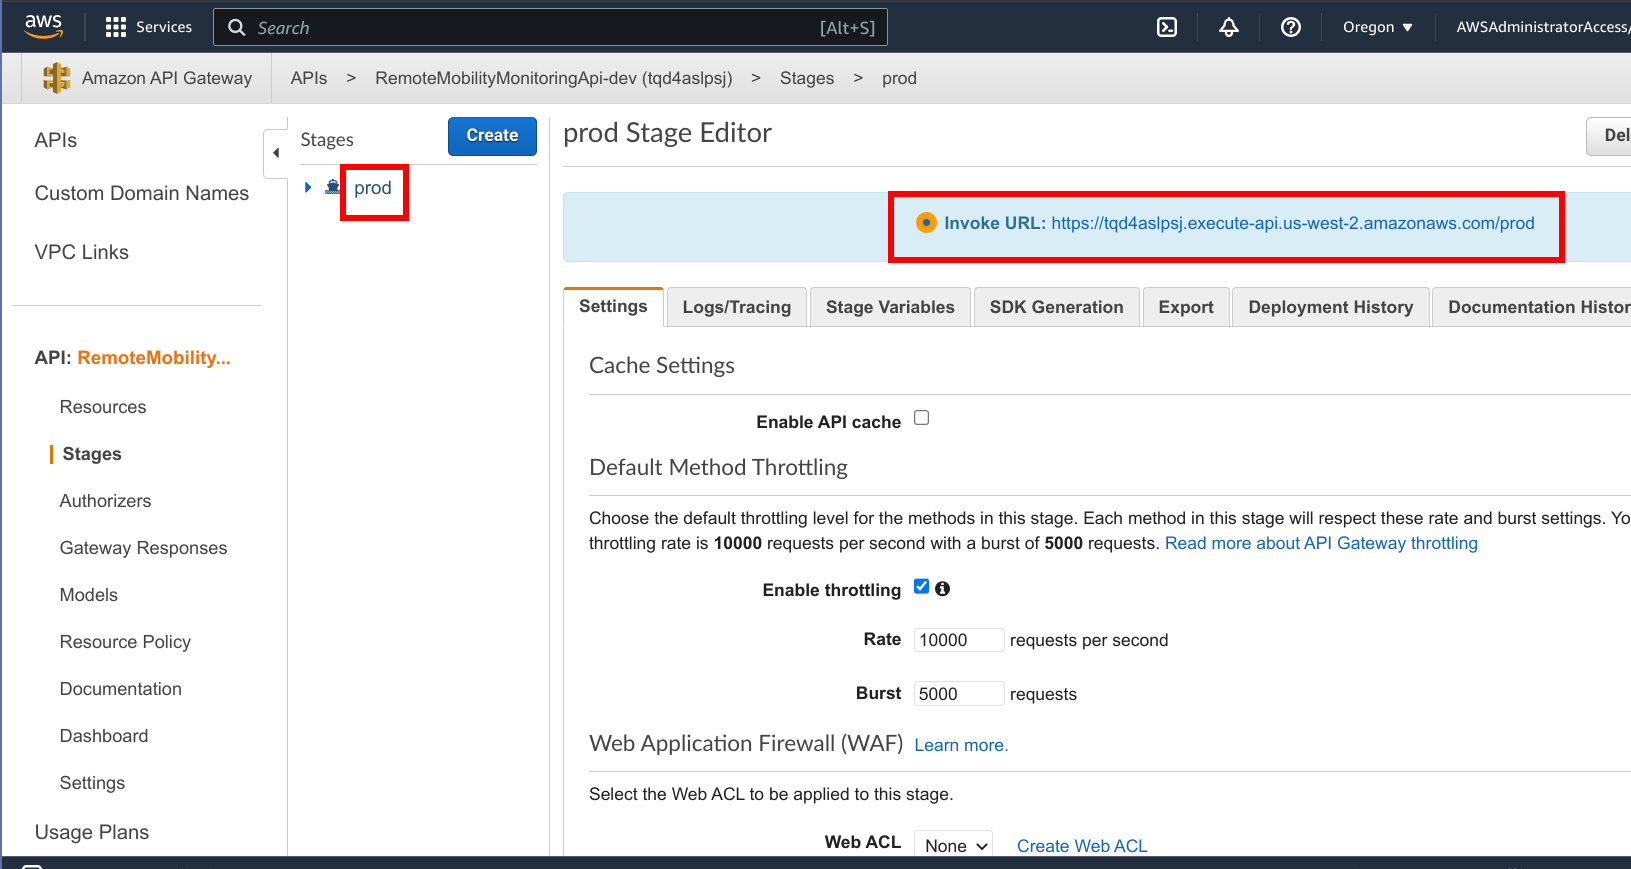 aws
Services
Search
[Alt+S]
Oregon
AWSAdministratorAccess/
Amazon API Gateway
APIs > RemoteMobilityMonitoringApi-dev (tqd4aslpsj) > Stages > prod
APIs
Custom Domain Names
VPC Links
API: RemoteMobility...
Resources
Stages
Authorizers
Gateway Responses
Models
Resource Policy
Documentation
Dashboard
Settings
Usage Plans
Stages
Create
prod
prod Stage Editor
Del
Invoke URL: https://tqd4aslpsj.execute-api.us-west-2.amazonaws.com/prod
Settings
Logs/Tracing
Stage Variables
SDK Generation
Export
Deployment History
Documentation Histor
Cache Settings
Enable API cache
Default Method Throttling
Choose the default throttling level for the methods in this stage. Each method in this stage will respect these rate and burst settings. Yo
throttling rate is 10000 requests per second with a burst of 5000 requests. Read more about API Gateway throttling
Enable throttling
Rate 10000 requests per second
Burst 5000 requests
Web Application Firewall (WAF) Learn more.
Select the Web ACL to be applied to this stage.
Web ACL None Create Web ACL